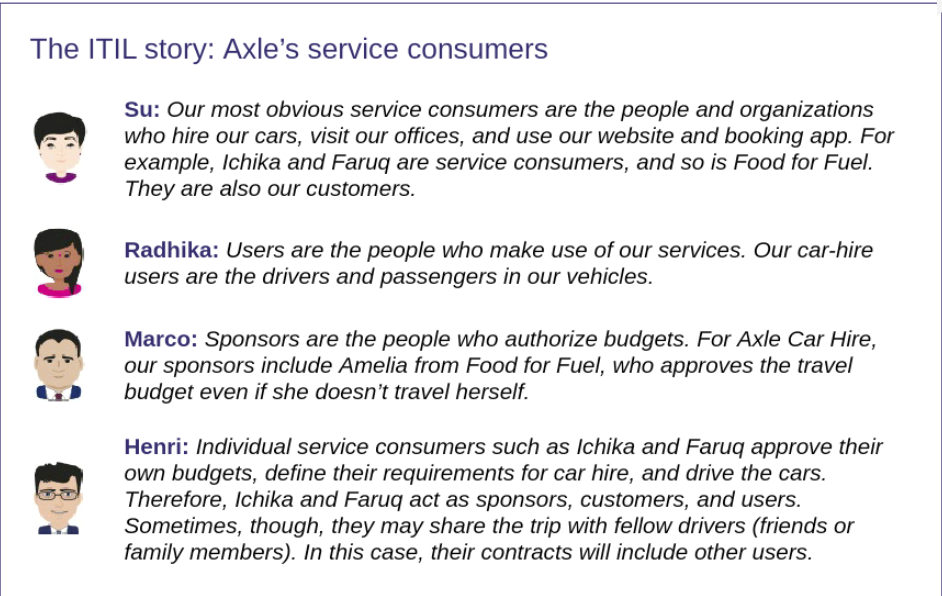 The ITIL story: Axle’s service consumers
Su: Our most obvious service consumers are the people and organizations
who hire our cars, visit our offices, and use our website and booking app. For
example, Ichika and Faruq are service consumers, and so is Food for Fuel.
They are also our customers.
Radhika: Users are the people who make use of our services. Our car-hire
users are the drivers and passengers in our vehicles.
Marco: Sponsors are the people who authorize budgets. For Axle Car Hire,
our sponsors include Amelia from Food for Fuel, who approves the travel
budget even if she doesn’t travel herself.
Henri: Individual service consumers such as Ichika and Faruq approve their
own budgets, define their requirements for car hire, and drive the cars.
Therefore, Ichika and Faruq act as sponsors, customers, and users.
Sometimes, though, they may share the trip with fellow drivers (friends or
family members). In this case, their contracts will include other users.